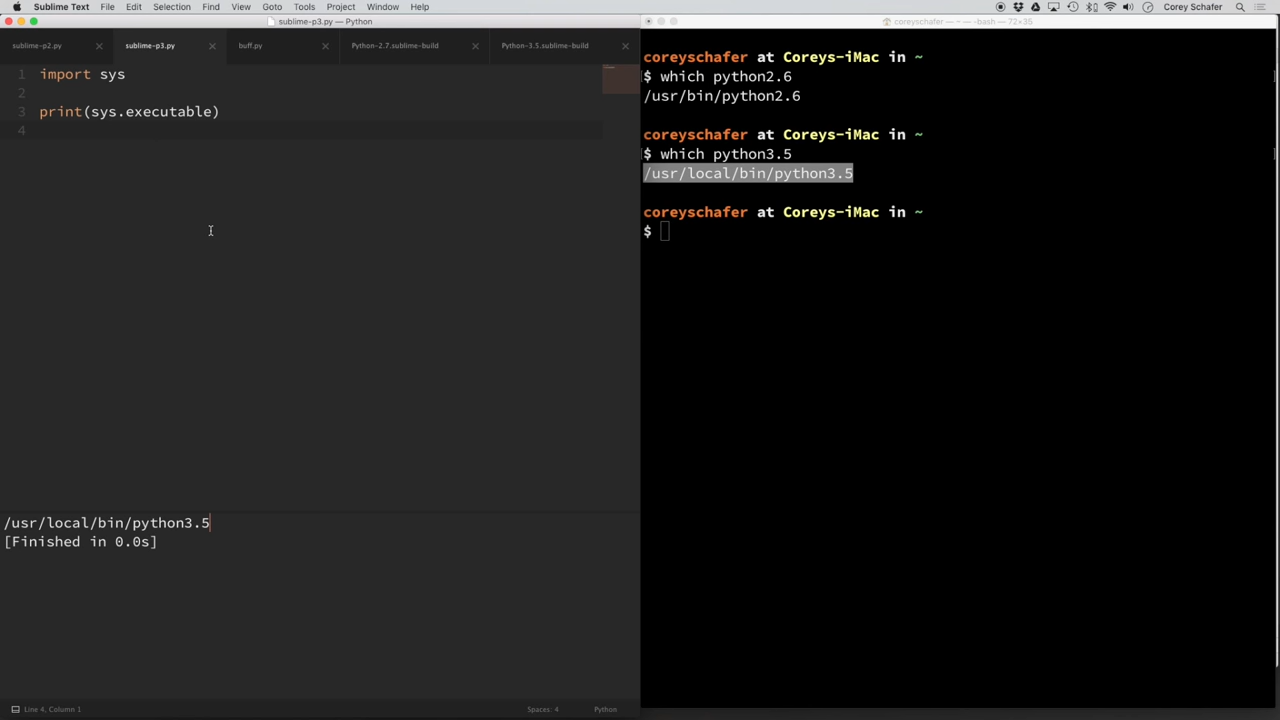 Sublime Text File Edit Selection Find View Goto Tools Project Window Help Corey Schafer
sublime-p3.py — Python
sublime-p2.py sublime-p3.py buff.py Python-2.7.sublime-build Python-3.5.sublime-build
1 import sys
2
3 print(sys.executable)
4
/usr/local/bin/python3.5
[Finished in 0.0s]
Line 4, Column 1 Spaces: 4 Python
coreyschafer — ~ — -bash — 72×35
coreyschafer at Coreys-iMac in ~
$ which python2.6
/usr/bin/python2.6
coreyschafer at Coreys-iMac in ~
$ which python3.5
/usr/local/bin/python3.5
coreyschafer at Coreys-iMac in ~
$